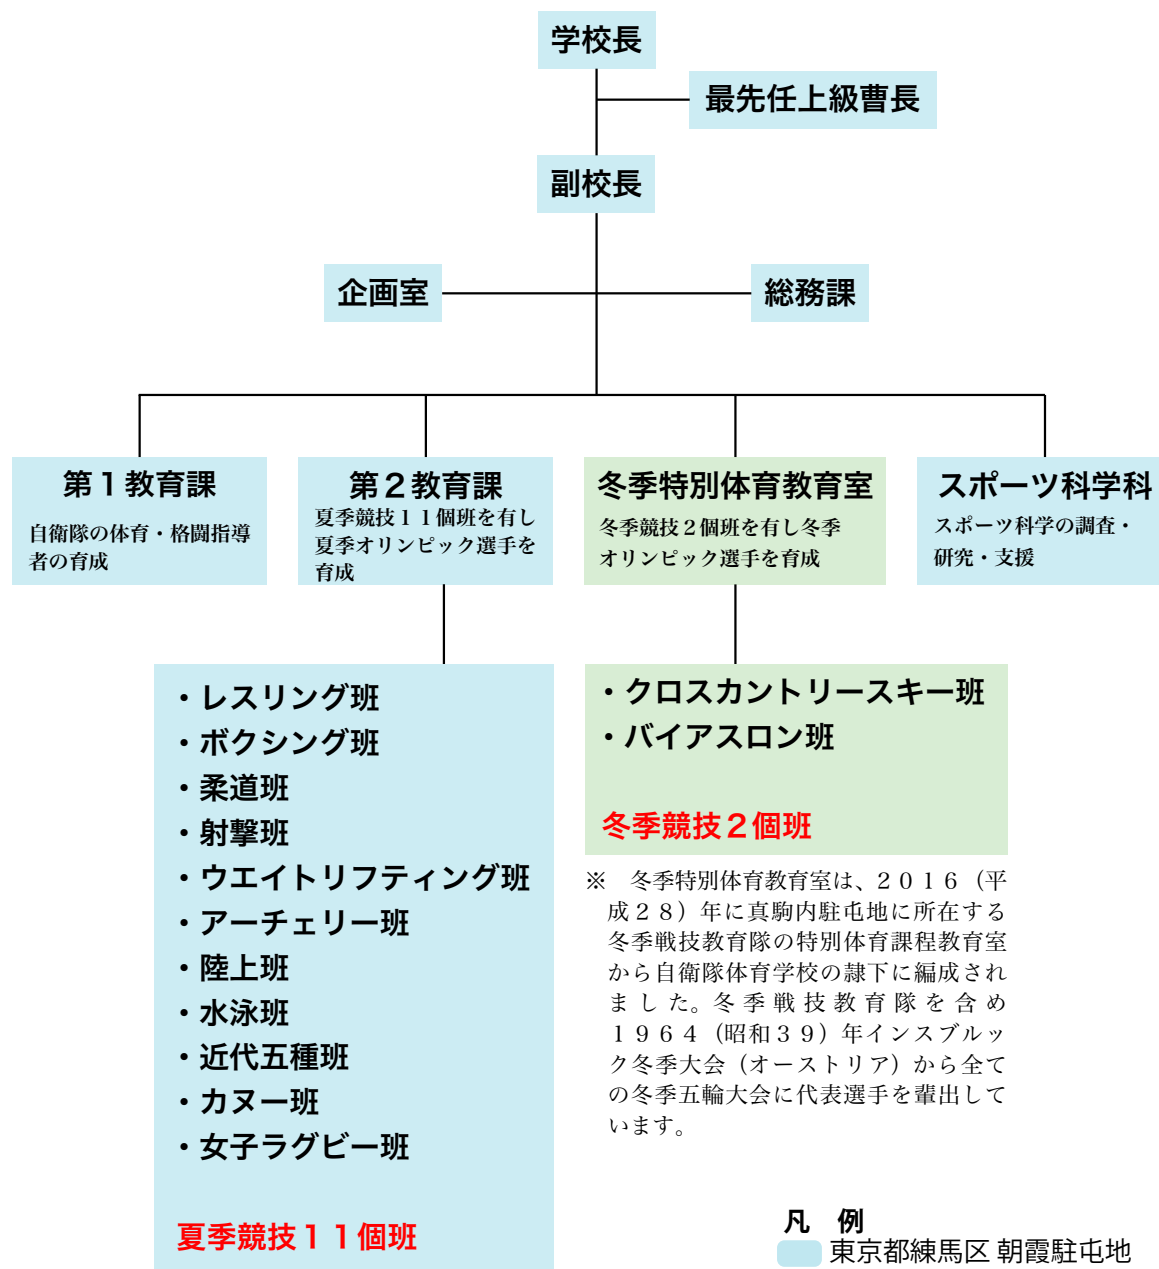 学校長
最先任上級曹長
副校長
企画室
総務課
第１教育課
自衛隊の体育・格闘指導
者の育成
第２教育課
夏季競技１１個班を有し
夏季オリンピック選手を
育成
冬季特別体育教育室
冬季競技２個班を有し冬季
オリンピック選手を育成
スポーツ科学科
スポーツ科学の調査・
研究・支援
・レスリング班
・ボクシング班
・柔道班
・射撃班
・ウエイトリフティング班
・アーチェリー班
・陸上班
・水泳班
・近代五種班
・カヌー班
・女子ラグビー班
夏季競技１１個班
・クロスカントリースキー班
・バイアスロン班
冬季競技２個班
※　冬季特別体育教育室は、２０１６（平
成２８）年に真駒内駐屯地に所在する
冬季戦技教育隊の特別体育課程教育室
から自衛隊体育学校の隷下に編成され
ました。冬季戦技教育隊を含め
１９６４（昭和３９）年インスブルッ
ク冬季大会（オーストリア）から全て
の冬季五輪大会に代表選手を輩出して
います。
凡　例
東京都練馬区 朝霞駐屯地